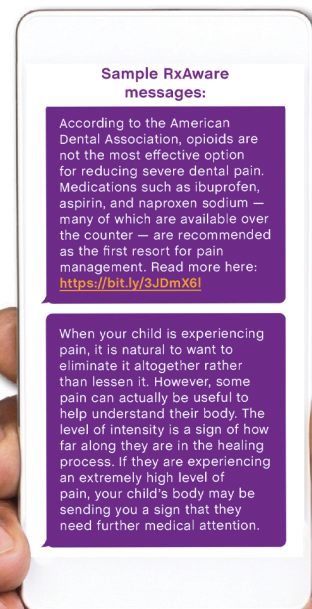 Sample RxAware
messages:
According to the American
Dental Association, opioids are
not the most effective option
for reducing severe dental pain.
Medications such as ibuprofen,
aspirin, and naproxen sodium —
many of which are available over
the counter — are recommended
as the first resort for pain
management. Read more here:
https://bit.ly/3JDmX6l
When your child is experiencing
pain, it is natural to want to
eliminate it altogether rather
than lessen it. However, some
pain can actually be useful to
help understand their body. The
level of intensity is a sign of how
far along they are in the healing
process. If they are experiencing
an extremely high level of
pain, your child's body may be
sending you a sign that they
need further medical attention.